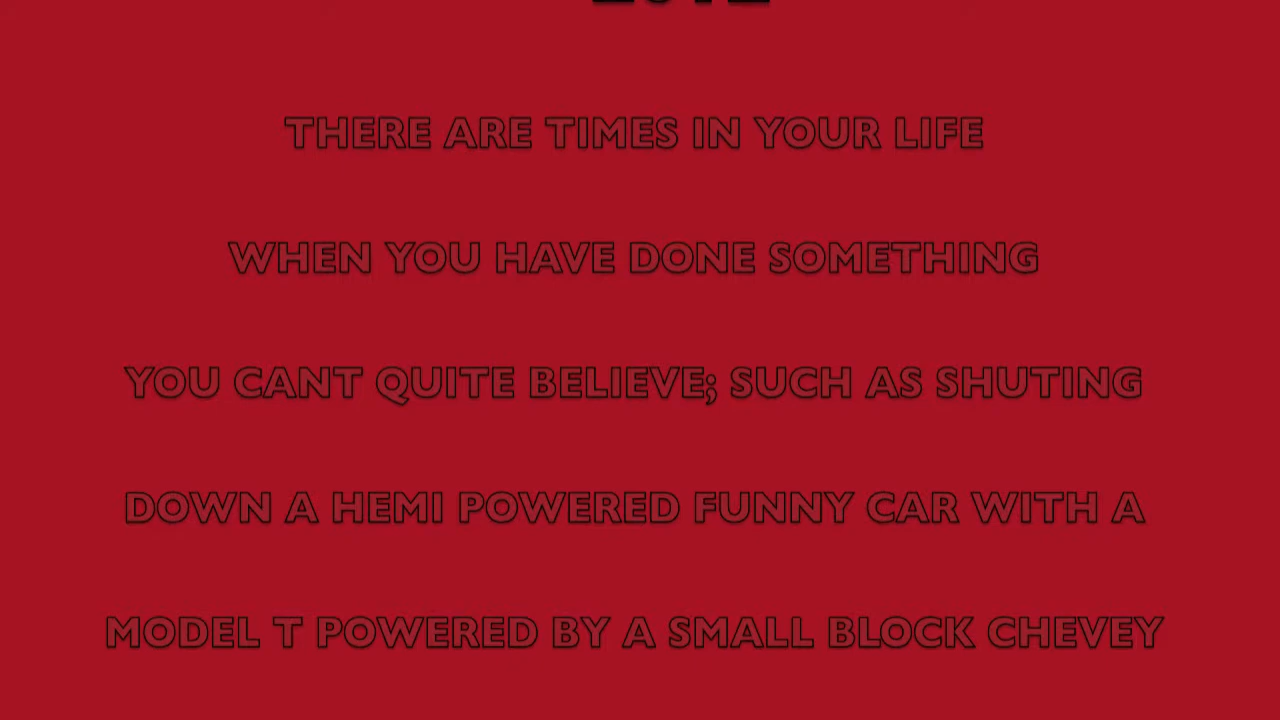 THERE ARE TIMES IN YOUR LIFE
WHEN YOU HAVE DONE SOMETHING
YOU CANT QUITE BELIEVE; SUCH AS SHUTING
DOWN A HEMI POWERED FUNNY CAR WITH A
MODEL T POWERED BY A SMALL BLOCK CHEVEY